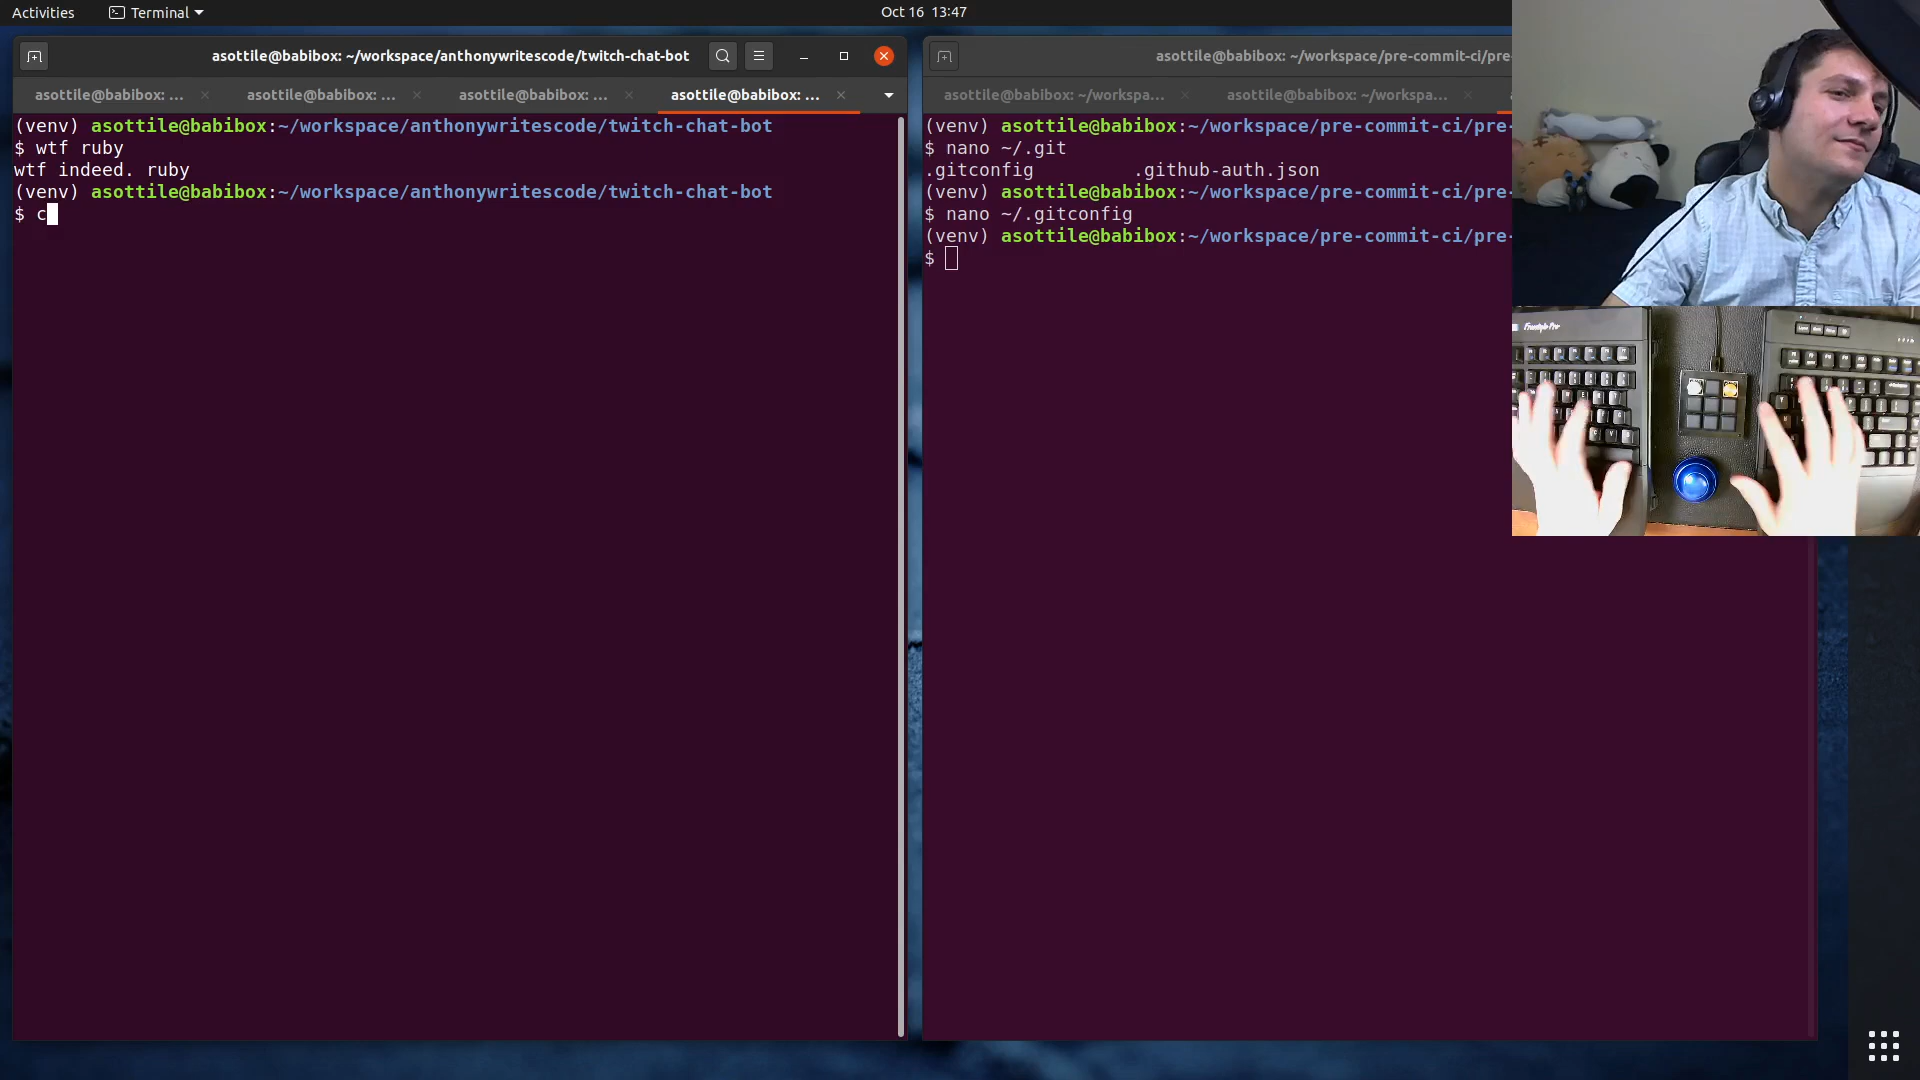 Activities
Terminal
Oct 16 13:47
asottile@babibox: ~/workspace/anthonywritescode/twitch-chat-bot
asottile@babibox: ...
asottile@babibox: ...
asottile@babibox: ...
asottile@babibox: ...
(venv) asottile@babibox:~/workspace/anthonywritescode/twitch-chat-bot
$ wtf ruby
wtf indeed. ruby
(venv) asottile@babibox:~/workspace/anthonywritescode/twitch-chat-bot
$ c
asottile@babibox: ~/workspace/pre-commit-ci/pre-
asottile@babibox: ~/workspa...
asottile@babibox: ~/workspa...
(venv) asottile@babibox:~/workspace/pre-commit-ci/pre-
$ nano ~/.git
.gitconfig .github-auth.json
(venv) asottile@babibox:~/workspace/pre-commit-ci/pre-
$ nano ~/.gitconfig
(venv) asottile@babibox:~/workspace/pre-commit-ci/pre-
$
Freestyle Pro